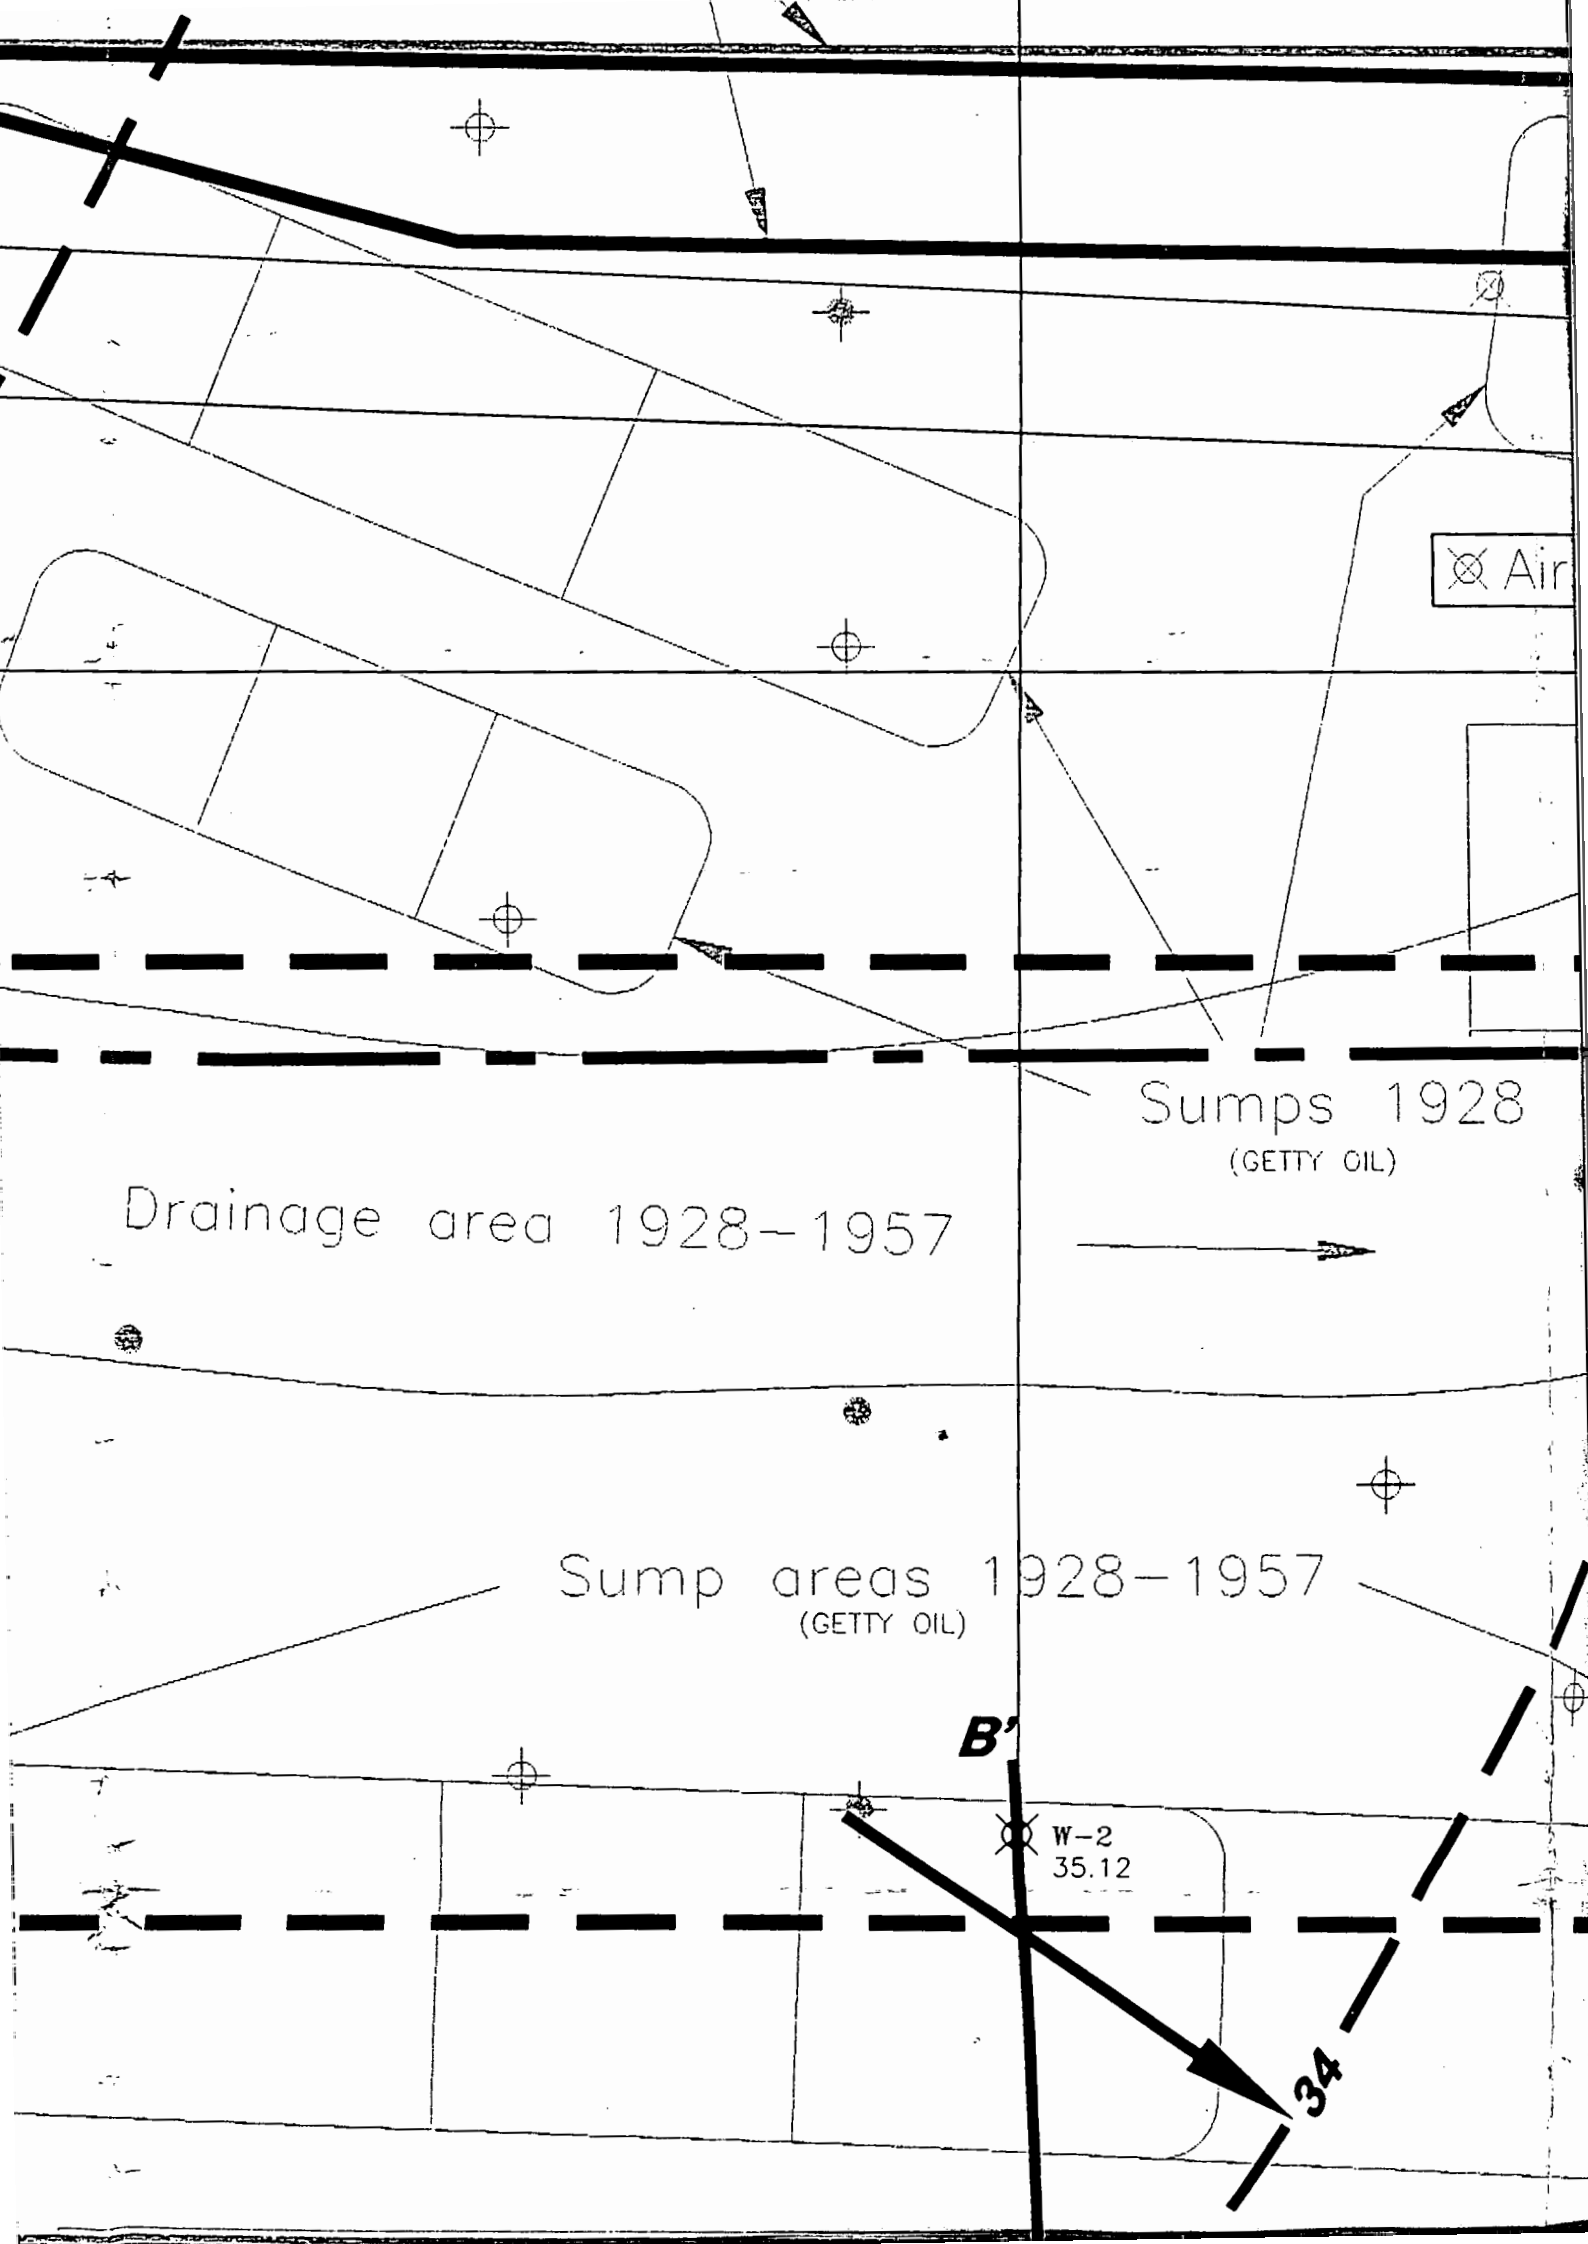 Air
Sumps 1928
(GETTY OIL)
Drainage area 1928-1957
Sump areas 1928-1957
(GETTY OIL)
B'
W-2
35.12
34